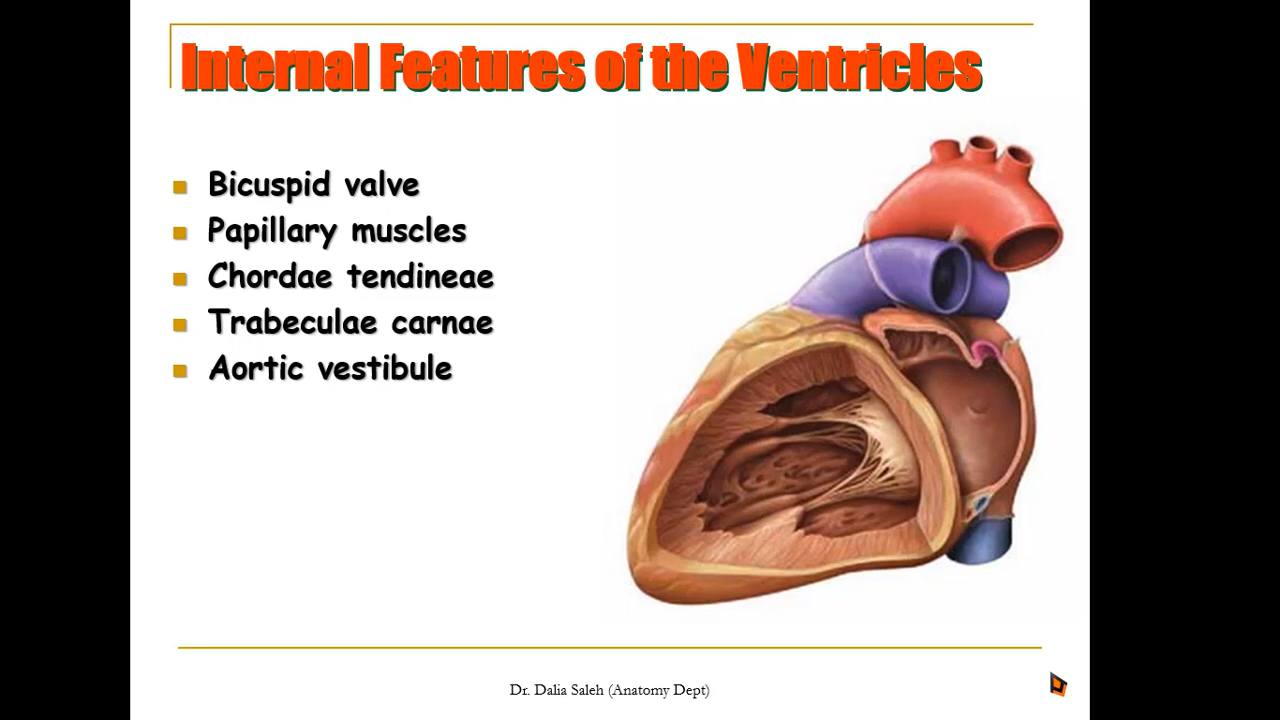 Internal Features of the Ventricles
Bicuspid valve
Papillary muscles
Chordae tendineae
Trabeculae carnae
Aortic vestibule
Dr. Dalia Saleh (Anatomy Dept)